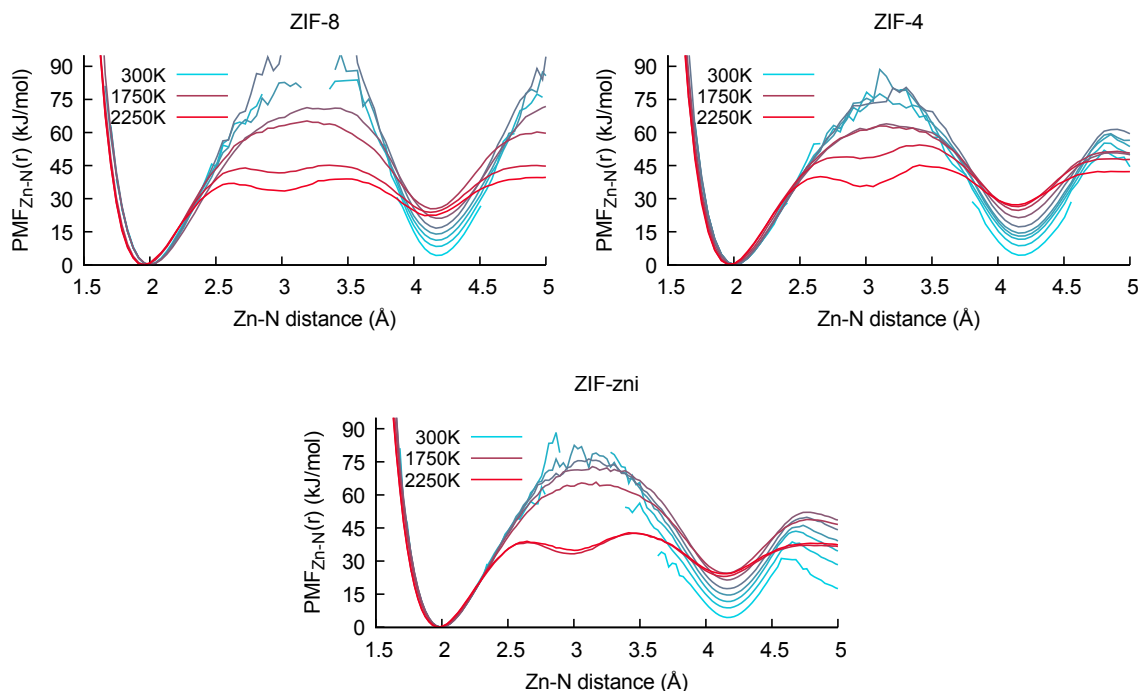 ZIF-8
PMF_Zn-N(r) (kJ/mol)
90
75
60
45
30
15
0
300K
1750K
2250K
1.5 2 2.5 3 3.5 4 4.5 5
Zn-N distance (Å)
ZIF-4
PMF_Zn-N(r) (kJ/mol)
90
75
60
45
30
15
0
300K
1750K
2250K
1.5 2 2.5 3 3.5 4 4.5 5
Zn-N distance (Å)
ZIF-zni
PMF_Zn-N(r) (kJ/mol)
90
75
60
45
30
15
0
300K
1750K
2250K
1.5 2 2.5 3 3.5 4 4.5 5
Zn-N distance (Å)